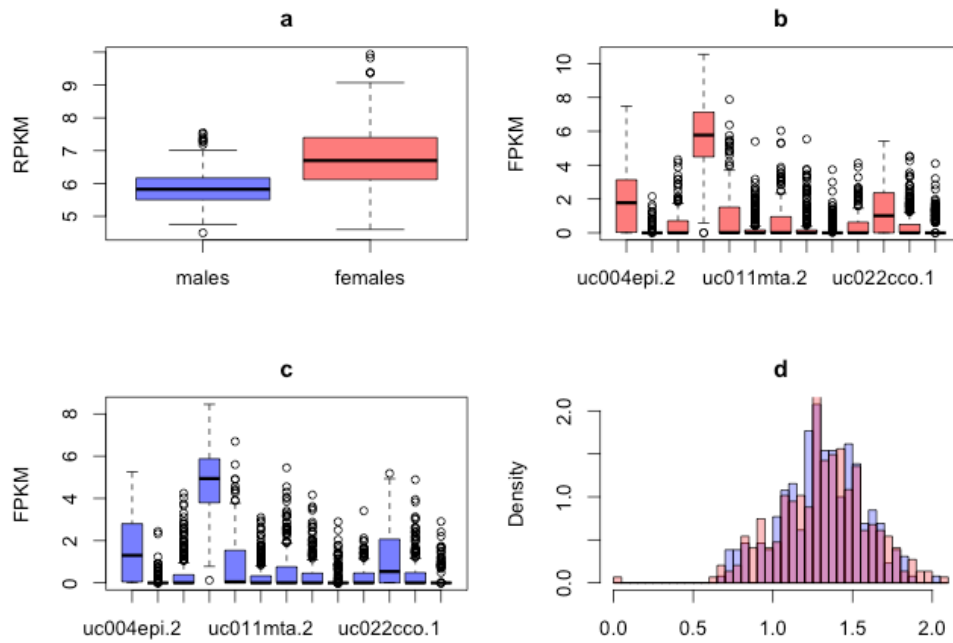 a
RPKM
9
8
7
6
5
males females
b
FPKM
10
8
6
4
2
0
uc004epi.2 uc011mta.2 uc022cco.1
c
FPKM
8
6
4
2
0
uc004epi.2 uc011mta.2 uc022cco.1
d
Density
2.0
1.0
0.0
0.0 0.5 1.0 1.5 2.0